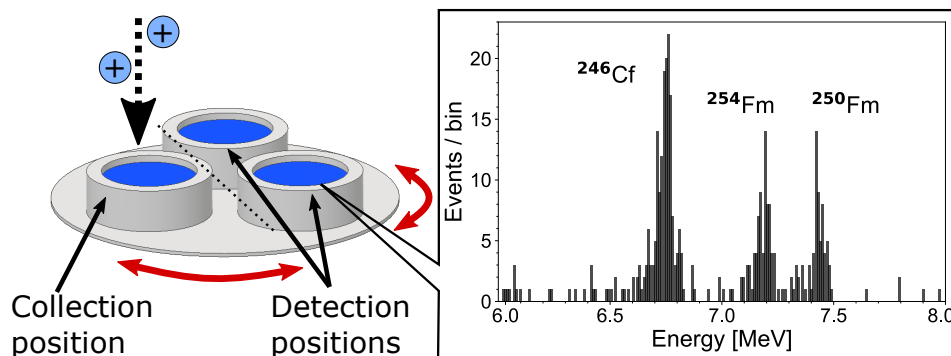 +
+
Collection
position
Detection
positions
Events / bin
20
15
10
5
0
²⁴⁶Cf
²⁵⁴Fm
²⁵⁰Fm
6.0 6.5 7.0 7.5 8.0
Energy [MeV]